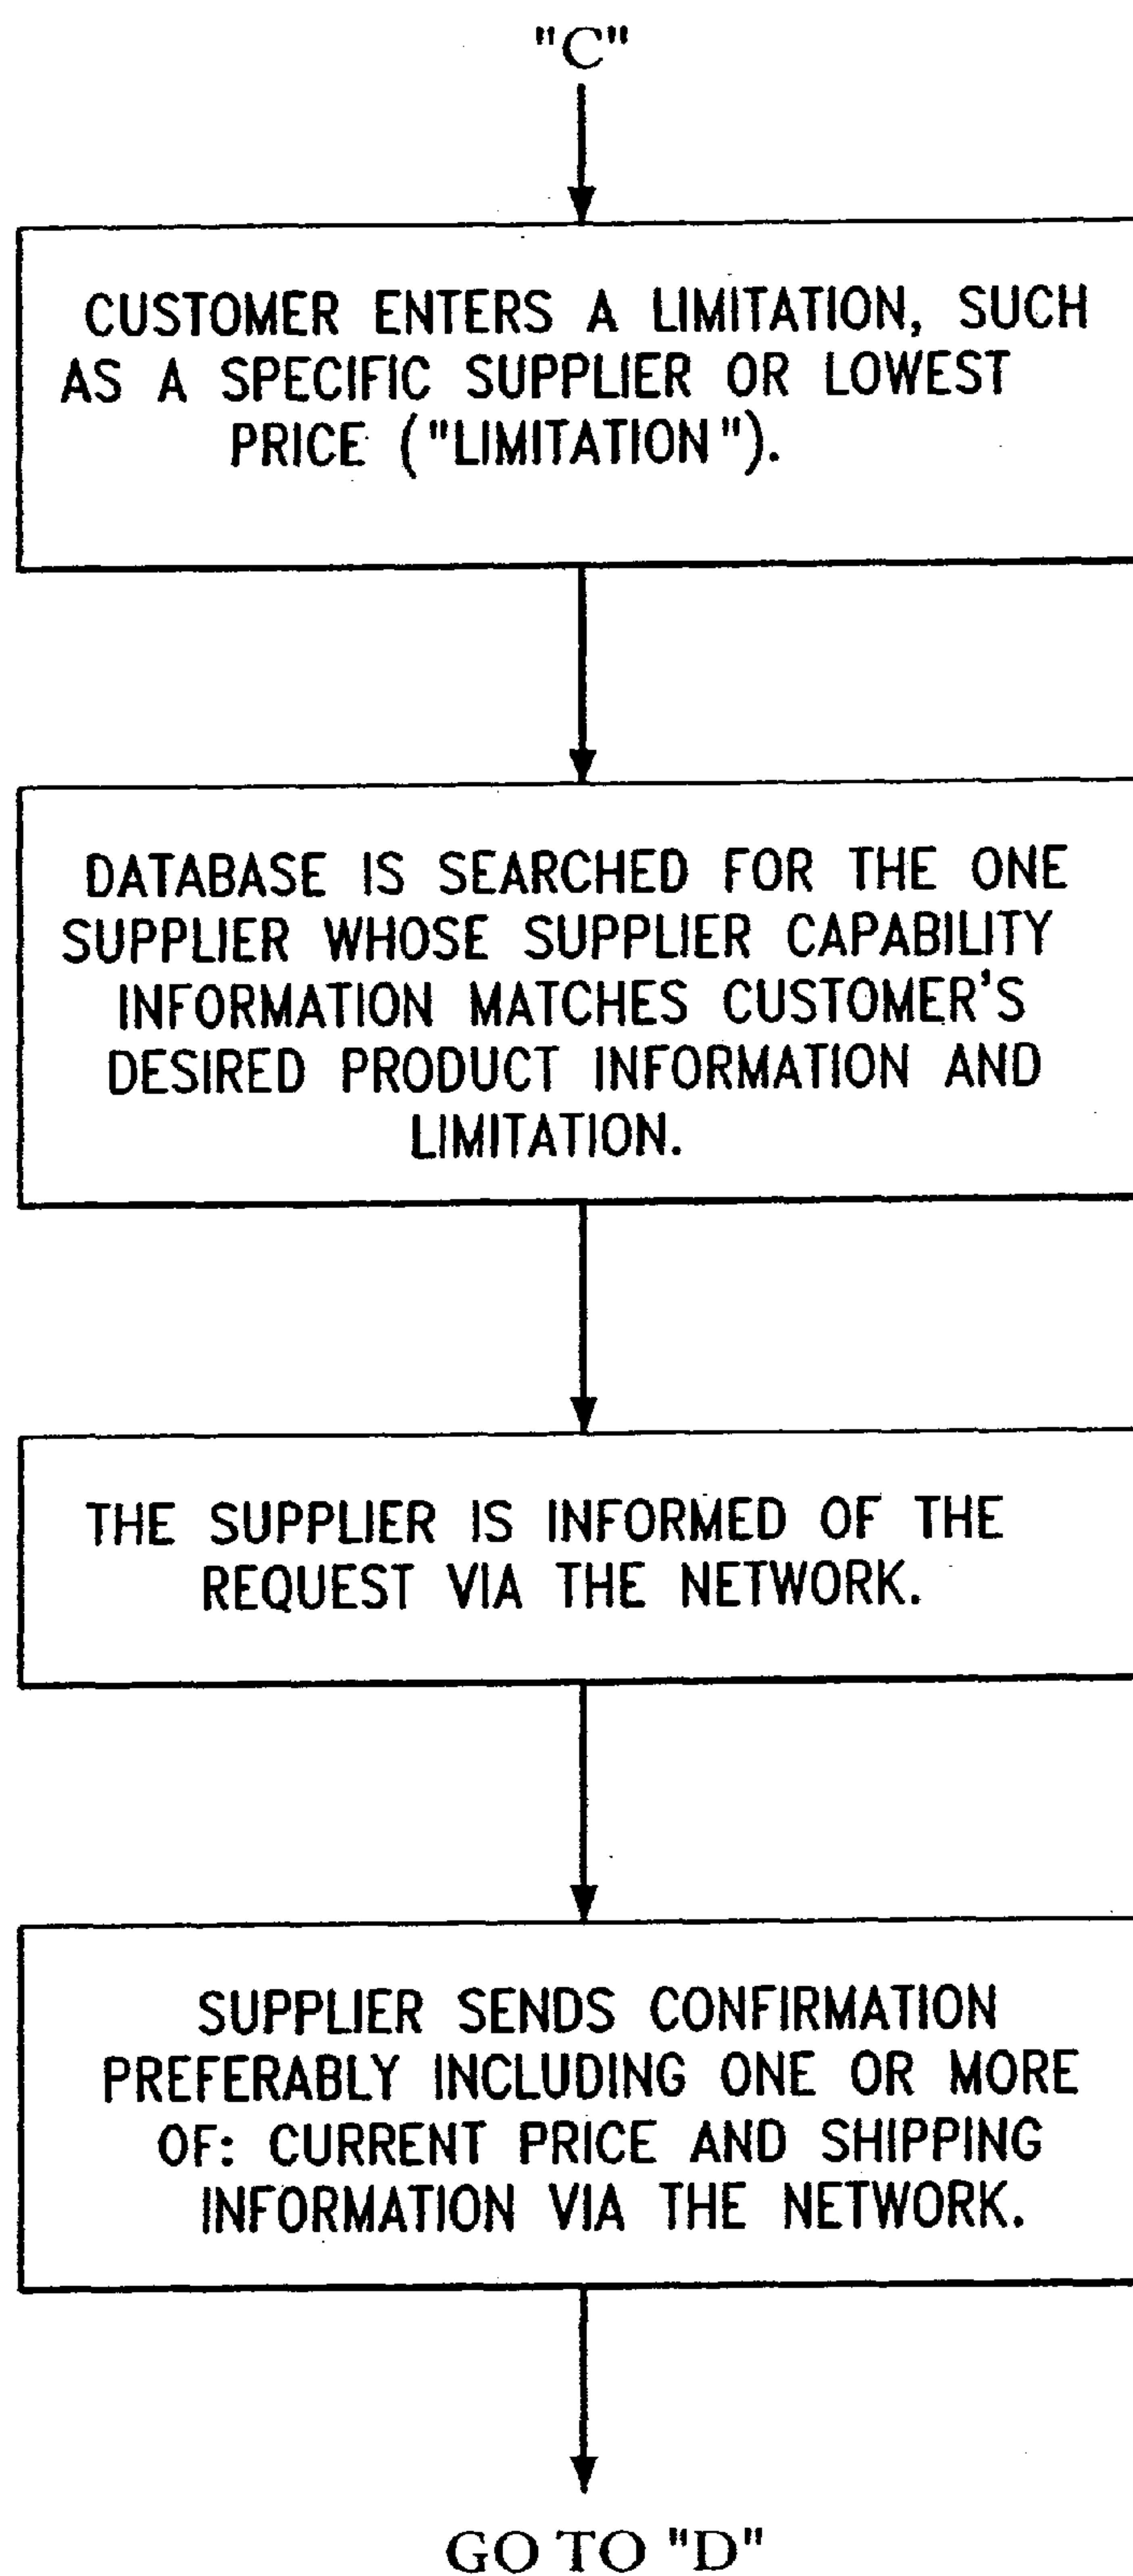 "C"
CUSTOMER ENTERS A LIMITATION, SUCH
AS A SPECIFIC SUPPLIER OR LOWEST
PRICE ("LIMITATION").
DATABASE IS SEARCHED FOR THE ONE
SUPPLIER WHOSE SUPPLIER CAPABILITY
INFORMATION MATCHES CUSTOMER'S
DESIRED PRODUCT INFORMATION AND
LIMITATION.
THE SUPPLIER IS INFORMED OF THE
REQUEST VIA THE NETWORK.
SUPPLIER SENDS CONFIRMATION
PREFERABLY INCLUDING ONE OR MORE
OF: CURRENT PRICE AND SHIPPING
INFORMATION VIA THE NETWORK.
GO TO "D"